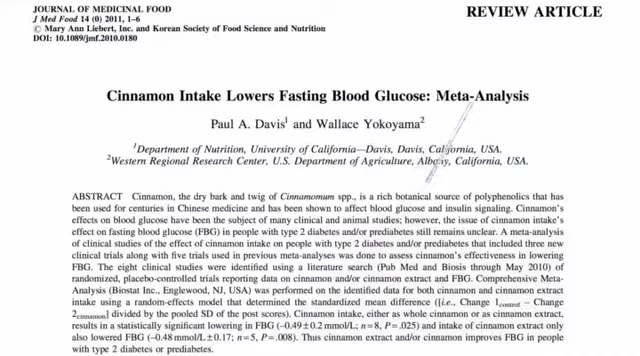 JOURNAL OF MEDICINAL FOOD
J Med Food 14 (0) 2011, 1–6
© Mary Ann Liebert, Inc. and Korean Society of Food Science and Nutrition
DOI: 10.1089/jmf.2010.0180
REVIEW ARTICLE
Cinnamon Intake Lowers Fasting Blood Glucose: Meta-Analysis
Paul A. Davis¹ and Wallace Yokoyama²
¹Department of Nutrition, University of California—Davis, Davis, California, USA.
²Western Regional Research Center, U.S. Department of Agriculture, Albany, California, USA.
ABSTRACT Cinnamon, the dry bark and twig of Cinnamomum spp., is a rich botanical source of polyphenolics that has
been used for centuries in Chinese medicine and has been shown to affect blood glucose and insulin signaling. Cinnamon's
effects on blood glucose have been the subject of many clinical and animal studies; however, the issue of cinnamon intake's
effect on fasting blood glucose (FBG) in people with type 2 diabetes and/or prediabetes still remains unclear. A meta-analysis
of clinical studies of the effect of cinnamon intake on people with type 2 diabetes and/or prediabetes that included three new
clinical trials along with five trials used in previous meta-analyses was done to assess cinnamon's effectiveness in lowering
FBG. The eight clinical studies were identified using a literature search (Pub Med and Biosis through May 2010) of
randomized, placebo-controlled trials reporting data on cinnamon and/or cinnamon extract and FBG. Comprehensive Meta-
Analysis (Biostat Inc., Englewood, NJ, USA) was performed on the identified data for both cinnamon and cinnamon extract
intake using a random-effects model that determined the standardized mean difference ([i.e., Change 1control − Change
2cinnamon] divided by the pooled SD of the post scores). Cinnamon intake, either as whole cinnamon or as cinnamon extract,
results in a statistically significant lowering in FBG (−0.49±0.2 mmol/L; n=8, P=.025) and intake of cinnamon extract only
also lowered FBG (−0.48 mmol/L±0.17; n=5, P=.008). Thus cinnamon extract and/or cinnamon improves FBG in people
with type 2 diabetes or prediabetes.